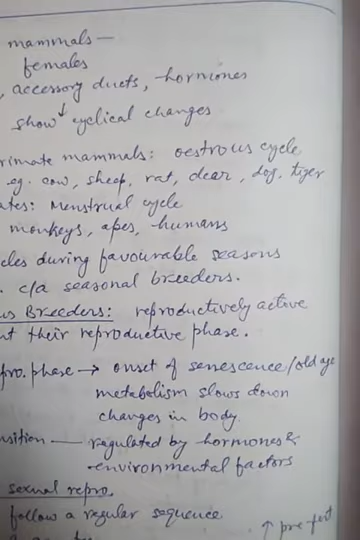 mammals —
females
, accessory ducts, hormones
↓
show cyclical changes
rimate mammals: oestrous cycle
eg. cow, sheep, rat, dear, dog, tiger
ates: Menstrual cycle
monkeys, apes, humans
cles during favourable seasons
c/a seasonal breeders.
us Breeders: reproductively active
ut their reproductive phase.
pro. phase → onset of senescence/old age
metabolism slows down
changes in body.
nsition — regulated by hormones &
environmental factors
sexual repro.
follow a regular sequence
↑ pre-fert